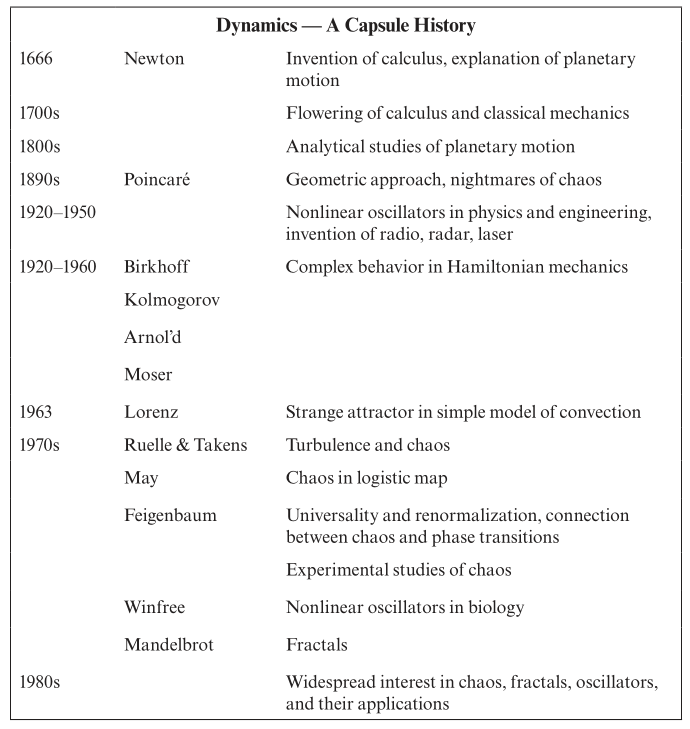 Dynamics — A Capsule History
1666 Newton Invention of calculus, explanation of planetary
motion
1700s Flowering of calculus and classical mechanics
1800s Analytical studies of planetary motion
1890s Poincaré Geometric approach, nightmares of chaos
1920–1950 Nonlinear oscillators in physics and engineering,
invention of radio, radar, laser
1920–1960 Birkhoff Complex behavior in Hamiltonian mechanics
Kolmogorov
Arnol’d
Moser
1963 Lorenz Strange attractor in simple model of convection
1970s Ruelle & Takens Turbulence and chaos
May Chaos in logistic map
Feigenbaum Universality and renormalization, connection
between chaos and phase transitions
Experimental studies of chaos
Winfree Nonlinear oscillators in biology
Mandelbrot Fractals
1980s Widespread interest in chaos, fractals, oscillators,
and their applications